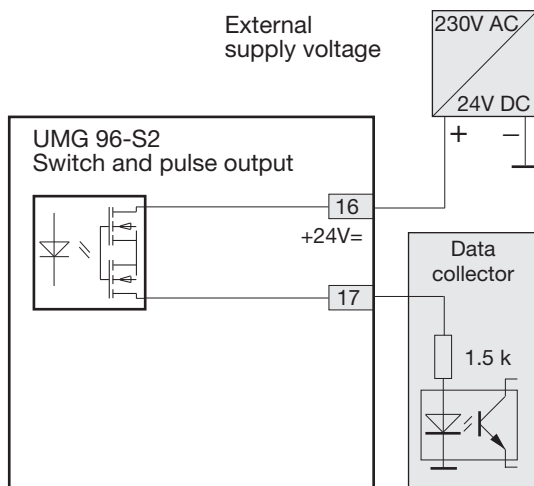 External
supply voltage
230V AC
24V DC
+ −
UMG 96-S2
Switch and pulse output
16
+24V=
17
Data
collector
1.5 k